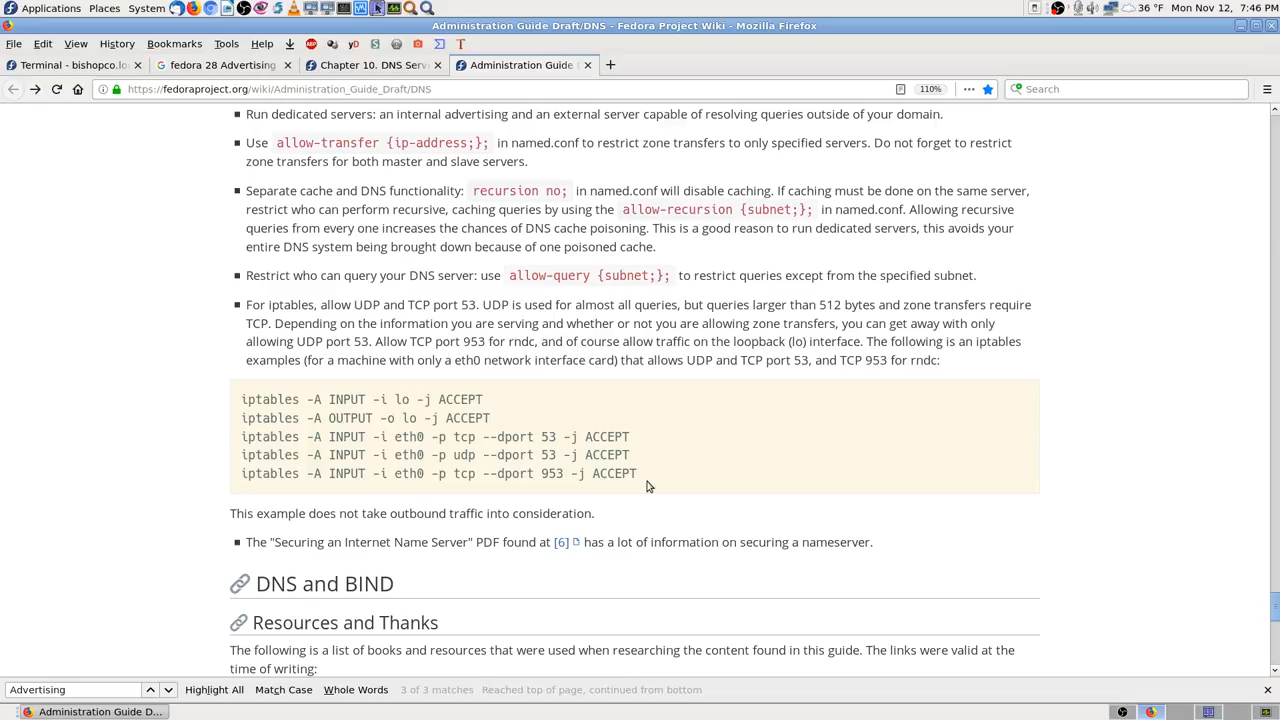 Applications Places System 36 °F Mon Nov 12, 7:46 PM
Administration Guide Draft/DNS - Fedora Project Wiki - Mozilla Firefox
File Edit View History Bookmarks Tools Help
Terminal - bishopco.lo
fedora 28 Advertising
Chapter 10. DNS Serv
Administration Guide
https://fedoraproject.org/wiki/Administration_Guide_Draft/DNS 110% Search
Run dedicated servers: an internal advertising and an external server capable of resolving queries outside of your domain.
Use allow-transfer {ip-address;}; in named.conf to restrict zone transfers to only specified servers. Do not forget to restrict
zone transfers for both master and slave servers.
Separate cache and DNS functionality: recursion no; in named.conf will disable caching. If caching must be done on the same server,
restrict who can perform recursive, caching queries by using the allow-recursion {subnet;}; in named.conf. Allowing recursive
queries from every one increases the chances of DNS cache poisoning. This is a good reason to run dedicated servers, this avoids your
entire DNS system being brought down because of one poisoned cache.
Restrict who can query your DNS server: use allow-query {subnet;}; to restrict queries except from the specified subnet.
For iptables, allow UDP and TCP port 53. UDP is used for almost all queries, but queries larger than 512 bytes and zone transfers require
TCP. Depending on the information you are serving and whether or not you are allowing zone transfers, you can get away with only
allowing UDP port 53. Allow TCP port 953 for rndc, and of course allow traffic on the loopback (lo) interface. The following is an iptables
examples (for a machine with only a eth0 network interface card) that allows UDP and TCP port 53, and TCP 953 for rndc:
iptables -A INPUT -i lo -j ACCEPT
iptables -A OUTPUT -o lo -j ACCEPT
iptables -A INPUT -i eth0 -p tcp --dport 53 -j ACCEPT
iptables -A INPUT -i eth0 -p udp --dport 53 -j ACCEPT
iptables -A INPUT -i eth0 -p tcp --dport 953 -j ACCEPT
This example does not take outbound traffic into consideration.
The "Securing an Internet Name Server" PDF found at [6] has a lot of information on securing a nameserver.
DNS and BIND
Resources and Thanks
The following is a list of books and resources that were used when researching the content found in this guide. The links were valid at the
time of writing:
Advertising Highlight All Match Case Whole Words 3 of 3 matches Reached top of page, continued from bottom
Administration Guide D...